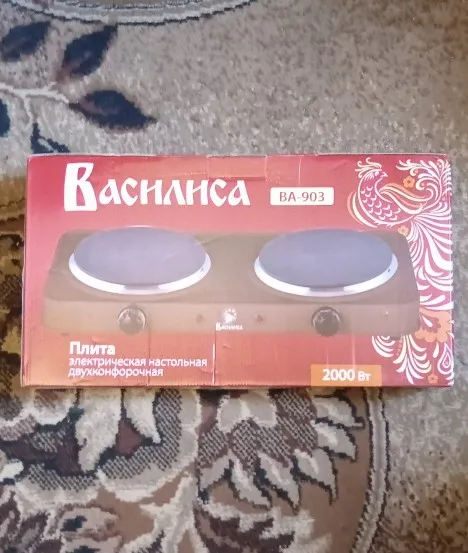 Василиса
ВА-903
Василиса
Плита
электрическая настольная
двухконфорочная
2000 Вт